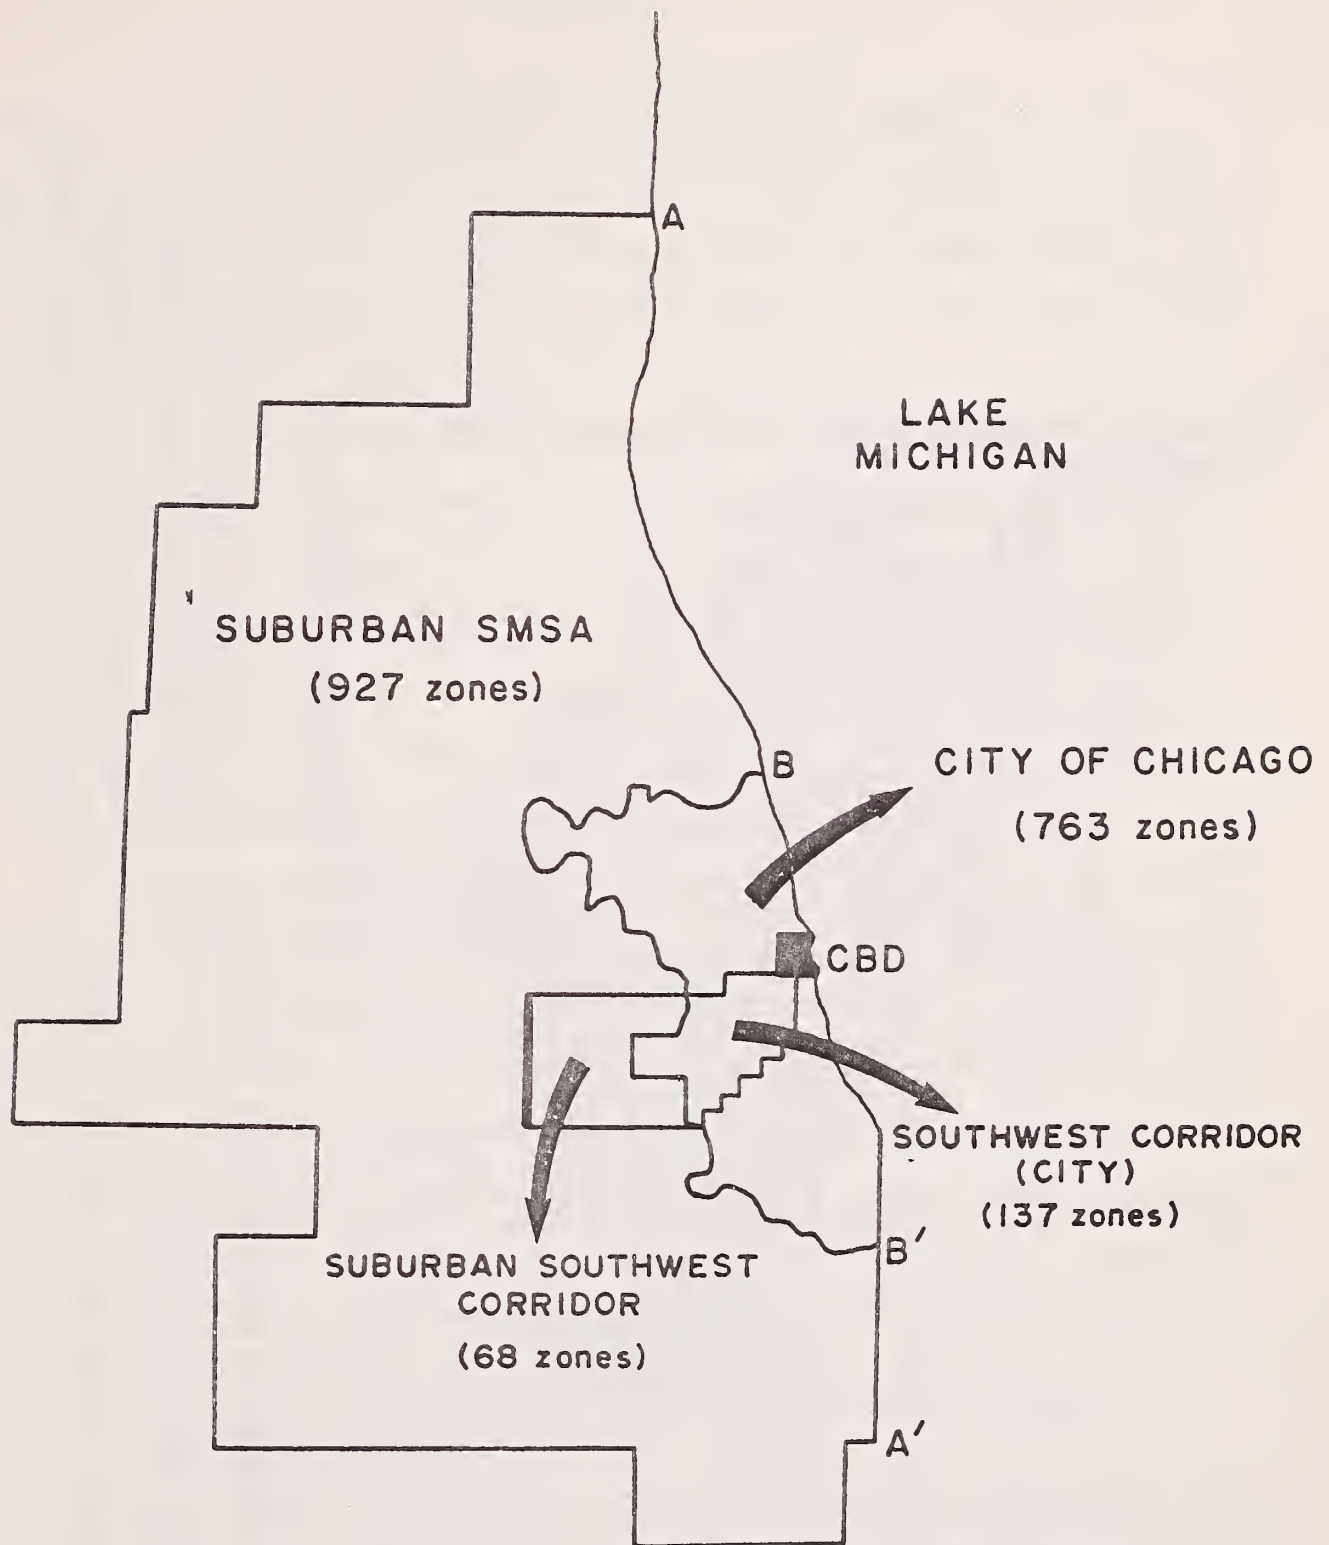 A
LAKE
MICHIGAN
SUBURBAN SMSA
(927 zones)
B
CITY OF CHICAGO
(763 zones)
CBD
SOUTHWEST CORRIDOR
(CITY)
(137 zones)
B'
SUBURBAN SOUTHWEST
CORRIDOR
(68 zones)
A'